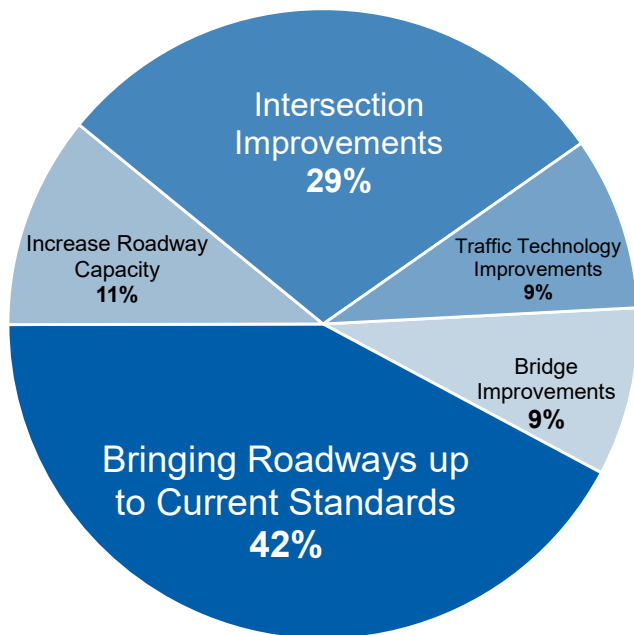 Intersection
Improvements
29%
Increase Roadway
Capacity
11%
Traffic Technology
Improvements
9%
Bridge
Improvements
9%
Bringing Roadways up
to Current Standards
42%